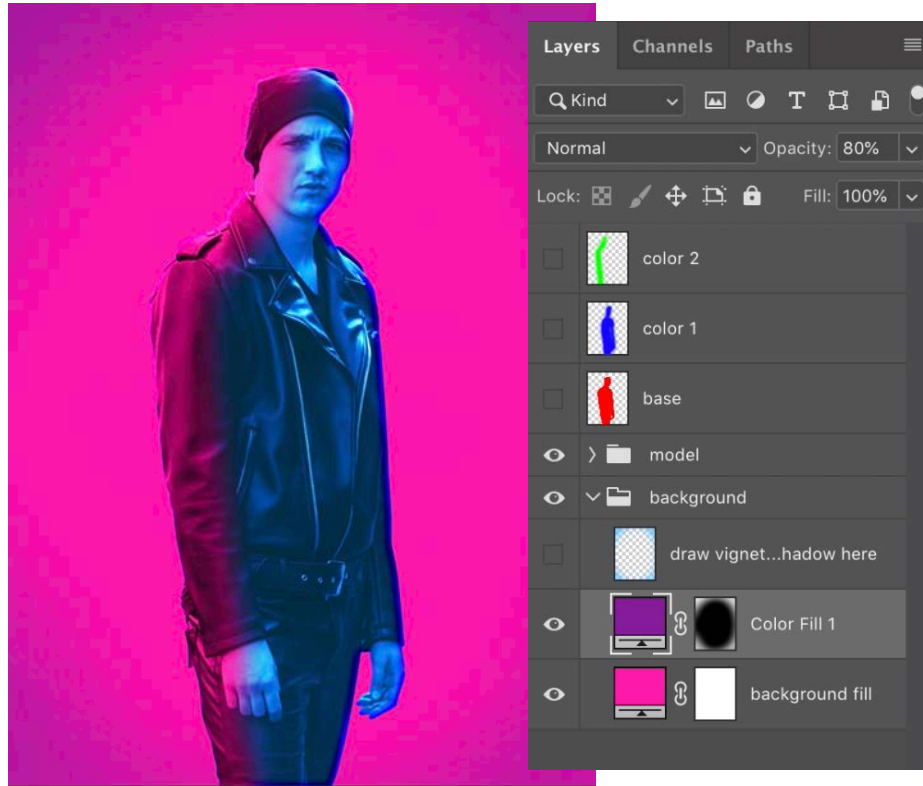 Layers Channels Paths
Kind
Normal Opacity: 80%
Lock: Fill: 100%
color 2
color 1
base
model
background
draw vignet...hadow here
Color Fill 1
background fill